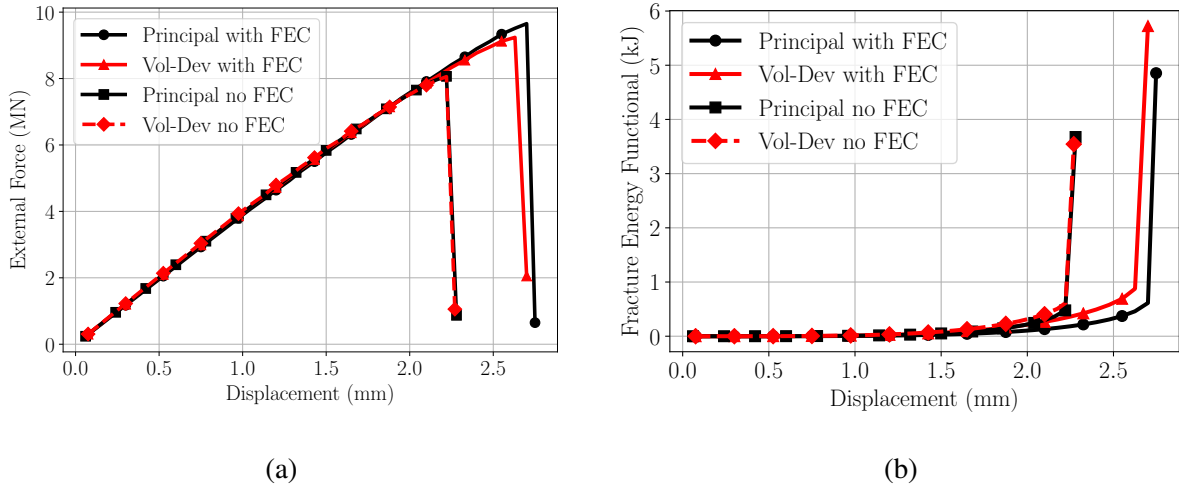 Principal with FEC
Vol-Dev with FEC
Principal no FEC
Vol-Dev no FEC
External Force (MN)
10
8
6
4
2
0
0.0 0.5 1.0 1.5 2.0 2.5
Displacement (mm)
(a)
Principal with FEC
Vol-Dev with FEC
Principal no FEC
Vol-Dev no FEC
Fracture Energy Functional (kJ)
6
5
4
3
2
1
0
0.0 0.5 1.0 1.5 2.0 2.5
Displacement (mm)
(b)